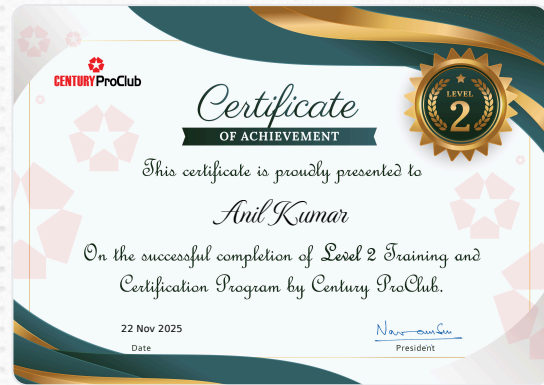 CENTURY ProClub
Certificate
OF ACHIEVEMENT
LEVEL
2
This certificate is proudly presented to
Anil Kumar
On the successful completion of Level 2 Training and
Certification Program by Century ProClub.
22 Nov 2025
Date
President